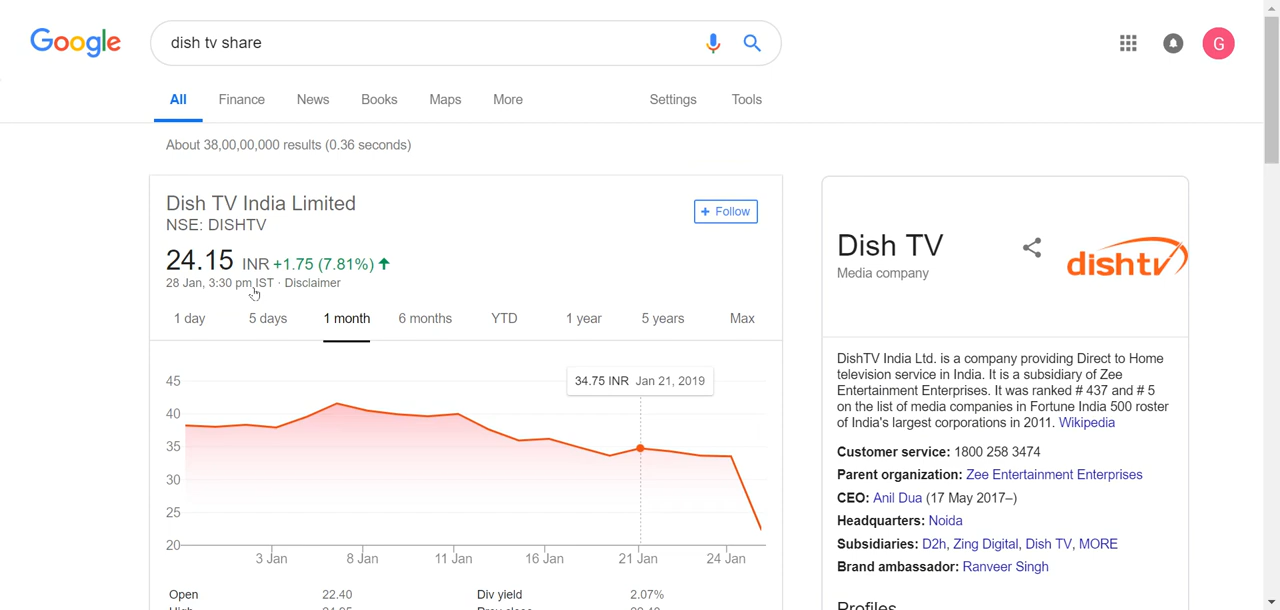 Google
dish tv share
G
All Finance News Books Maps More Settings Tools
About 38,00,00,000 results (0.36 seconds)
Dish TV India Limited
NSE: DISHTV
+ Follow
24.15 INR +1.75 (7.81%)
28 Jan, 3:30 pm IST · Disclaimer
1 day 5 days 1 month 6 months YTD 1 year 5 years Max
34.75 INR Jan 21, 2019
45
40
35
30
25
20
3 Jan 8 Jan 11 Jan 16 Jan 21 Jan 24 Jan
Open 22.40 Div yield 2.07%
Dish TV
Media company
dishtv
DishTV India Ltd. is a company providing Direct to Home
television service in India. It is a subsidiary of Zee
Entertainment Enterprises. It was ranked # 437 and # 5
on the list of media companies in Fortune India 500 roster
of India's largest corporations in 2011. Wikipedia
Customer service: 1800 258 3474
Parent organization: Zee Entertainment Enterprises
CEO: Anil Dua (17 May 2017–)
Headquarters: Noida
Subsidiaries: D2h, Zing Digital, Dish TV, MORE
Brand ambassador: Ranveer Singh
Profiles